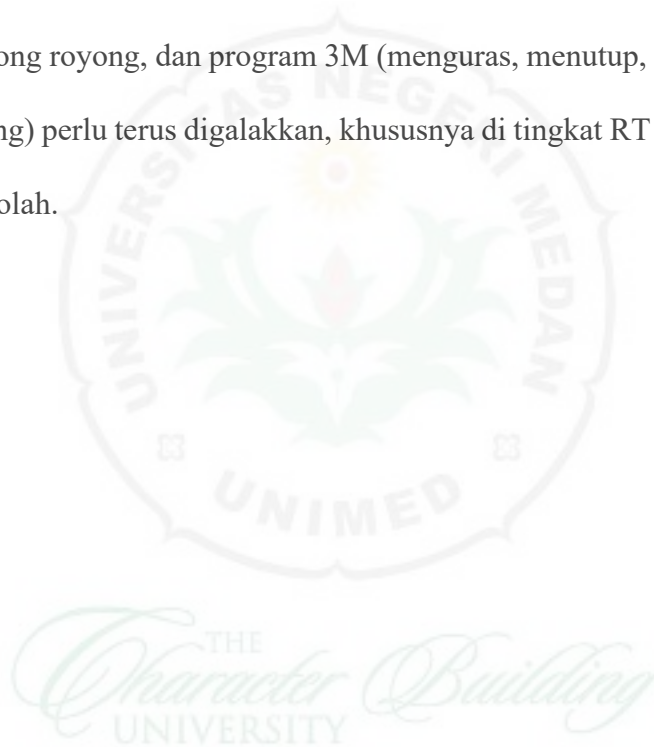 ong royong, dan program 3M (menguras, menutup,
ng) perlu terus digalakkan, khususnya di tingkat RT
olah.
UNIVERSITAS NEGERI MEDAN
UNIMED
THE
Character Building
UNIVERSITY